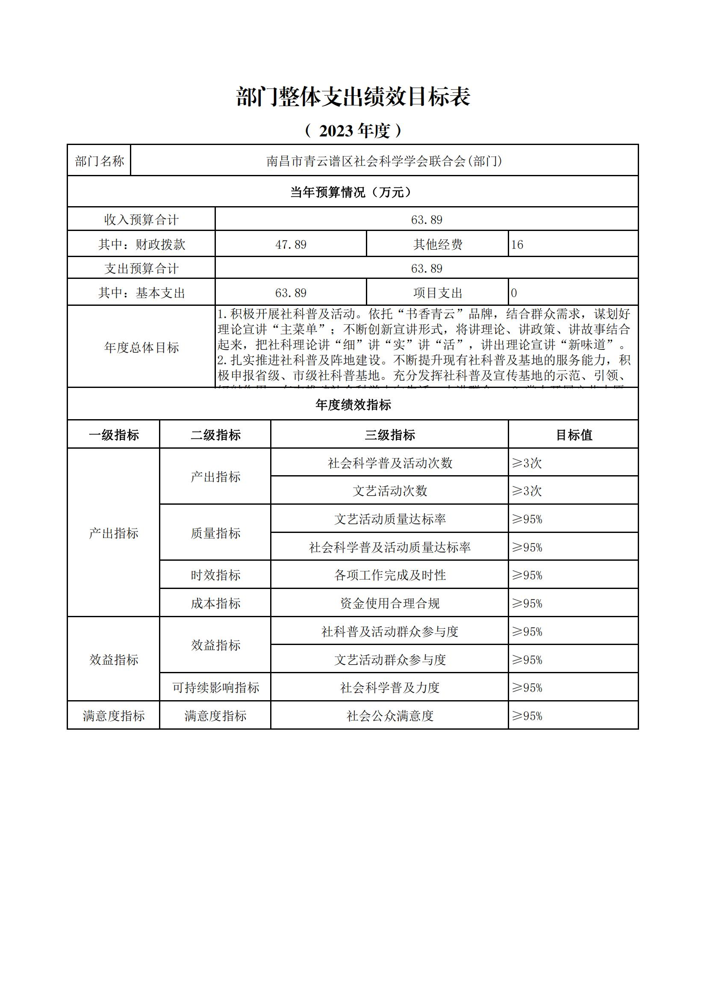 部门整体支出绩效目标表
（ 2023 年度 ）
部门名称 南昌市青云谱区社会科学学会联合会(部门)
当年预算情况（万元）
收入预算合计 63.89
其中：财政拨款 47.89 其他经费 16
支出预算合计 63.89
其中：基本支出 63.89 项目支出 0
年度总体目标
1.积极开展社科普及活动。依托“书香青云”品牌，结合群众需求，谋划好
理论宣讲“主菜单”；不断创新宣讲形式，将讲理论、讲政策、讲故事结合
起来，把社科理论讲“细”讲“实”讲“活”，讲出理论宣讲“新味道”。
2.扎实推进社科普及阵地建设。不断提升现有社科普及基地的服务能力，积
极申报省级、市级社科普基地。充分发挥社科普及宣传基地的示范、引领、
年度绩效指标
一级指标 二级指标 三级指标 目标值
产出指标 产出指标 社会科学普及活动次数 ≥3次
文艺活动次数 ≥3次
质量指标 文艺活动质量达标率 ≥95%
社会科学普及活动质量达标率 ≥95%
时效指标 各项工作完成及时性 ≥95%
成本指标 资金使用合理合规 ≥95%
效益指标 效益指标 社科普及活动群众参与度 ≥95%
文艺活动群众参与度 ≥95%
可持续影响指标 社会科学普及力度 ≥95%
满意度指标 满意度指标 社会公众满意度 ≥95%